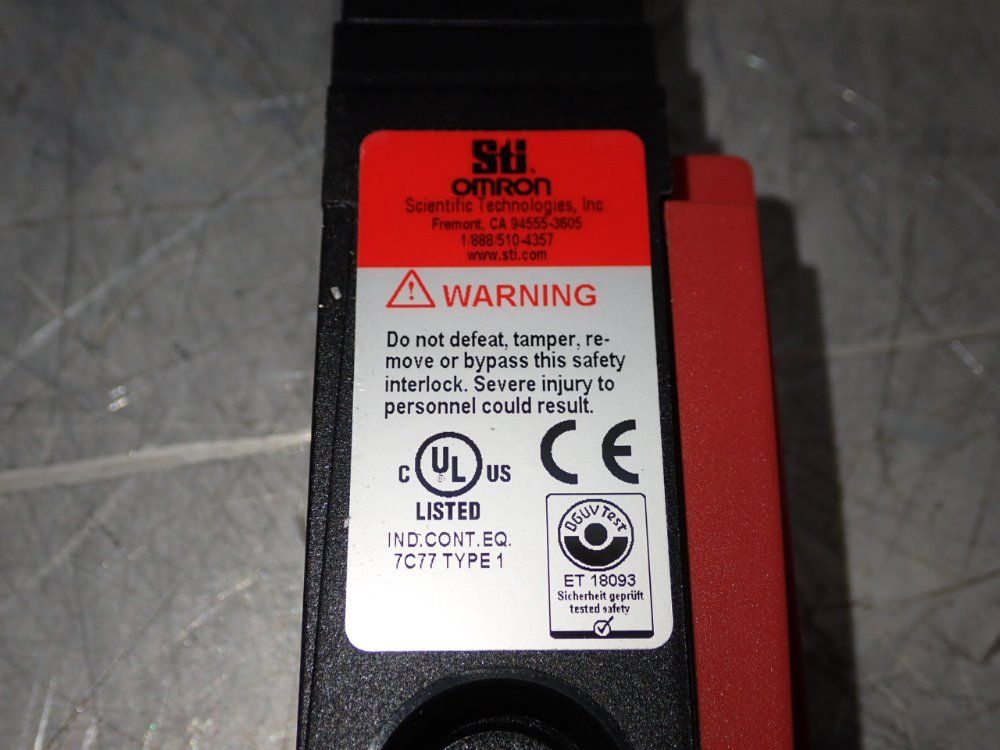 Sti
OMRON
Scientific Technologies, Inc.
Fremont, CA 94555-3605
1/888/510-4357
www.sti.com
WARNING
Do not defeat, tamper, re-
move or bypass this safety
interlock. Severe injury to
personnel could result.
C UL US
LISTED
IND.CONT.EQ.
7C77 TYPE 1
CE
DGUV Test
ET 18093
Sicherheit geprüft
tested safety